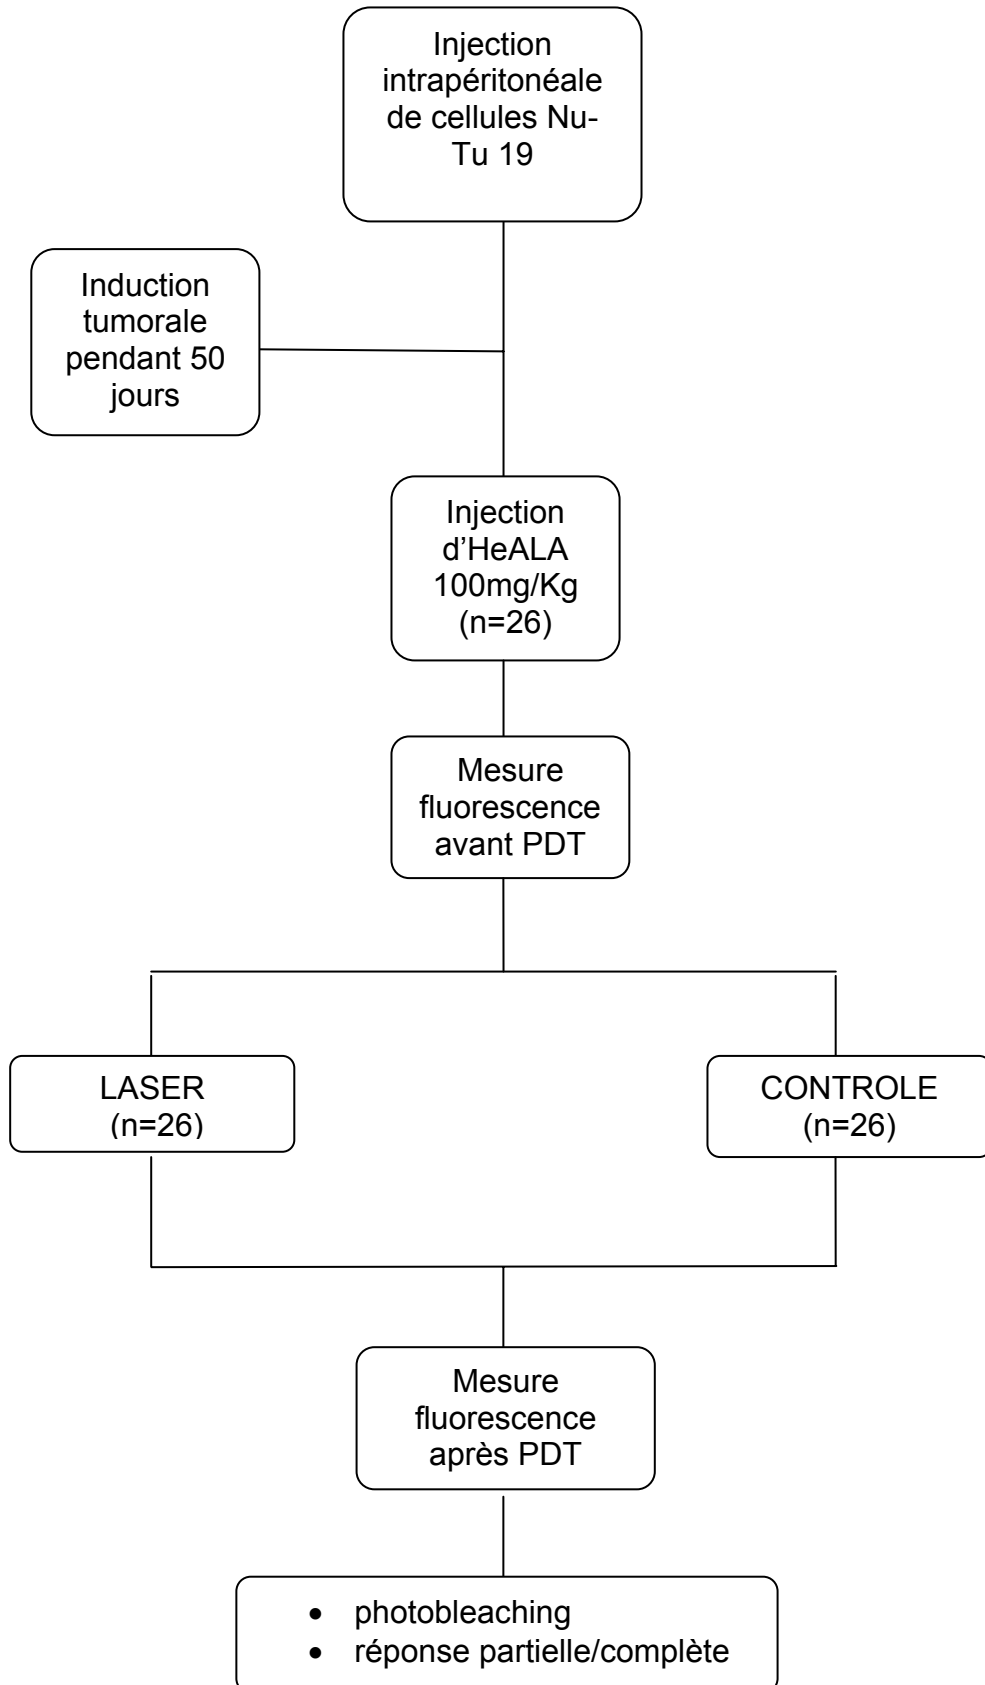 Injection
intrapéritonéale
de cellules Nu-
Tu 19
Induction
tumorale
pendant 50
jours
Injection
d’HeALA
100mg/Kg
(n=26)
Mesure
fluorescence
avant PDT
LASER
(n=26)
CONTROLE
(n=26)
Mesure
fluorescence
après PDT
• photobleaching
• réponse partielle/complète